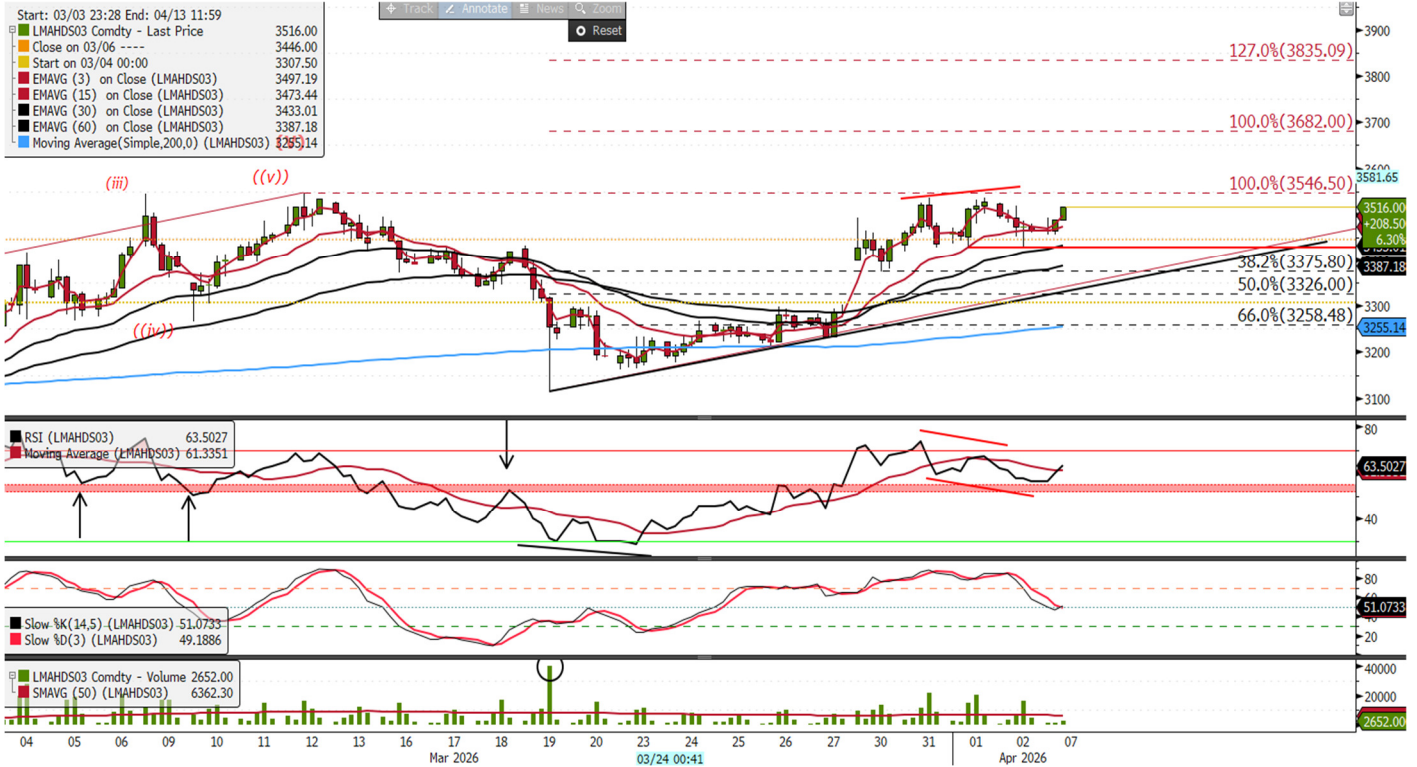 Start: 03/03 23:28 End: 04/13 11:59
LMAHDS03 Comdty - Last Price 3516.00
Close on 03/06 ---- 3446.00
Start on 03/04 00:00 3307.50
EMAVG (3) on Close (LMAHDS03) 3497.19
EMAVG (15) on Close (LMAHDS03) 3473.44
EMAVG (30) on Close (LMAHDS03) 3433.01
EMAVG (60) on Close (LMAHDS03) 3387.18
Moving Average(Simple,200,0) (LMAHDS03) 3255.14
Track Annotate News Zoom
Reset
(iii)
((v))
((iv))
127.0%(3835.09)
100.0%(3682.00)
100.0%(3546.50)
38.2%(3375.80)
50.0%(3326.00)
66.0%(3258.48)
3900
3800
3700
3581.65
3516.00
+208.50
6.30%
3387.18
3300
3255.14
3200
3100
RSI (LMAHDS03) 63.5027
Moving Average (LMAHDS03) 61.3351
80
63.5027
40
Slow %K(14,5) (LMAHDS03) 51.0733
Slow %D(3) (LMAHDS03) 49.1886
80
51.0733
20
LMAHDS03 Comdty - Volume 2652.00
SMAVG (50) (LMAHDS03) 6362.30
40000
20000
2652.00
04 05 06 09 10 11 12 13 16 17 18 19 20 23 24 25 26 27 30 31 01 02 07
Mar 2026 03/24 00:41 Apr 2026